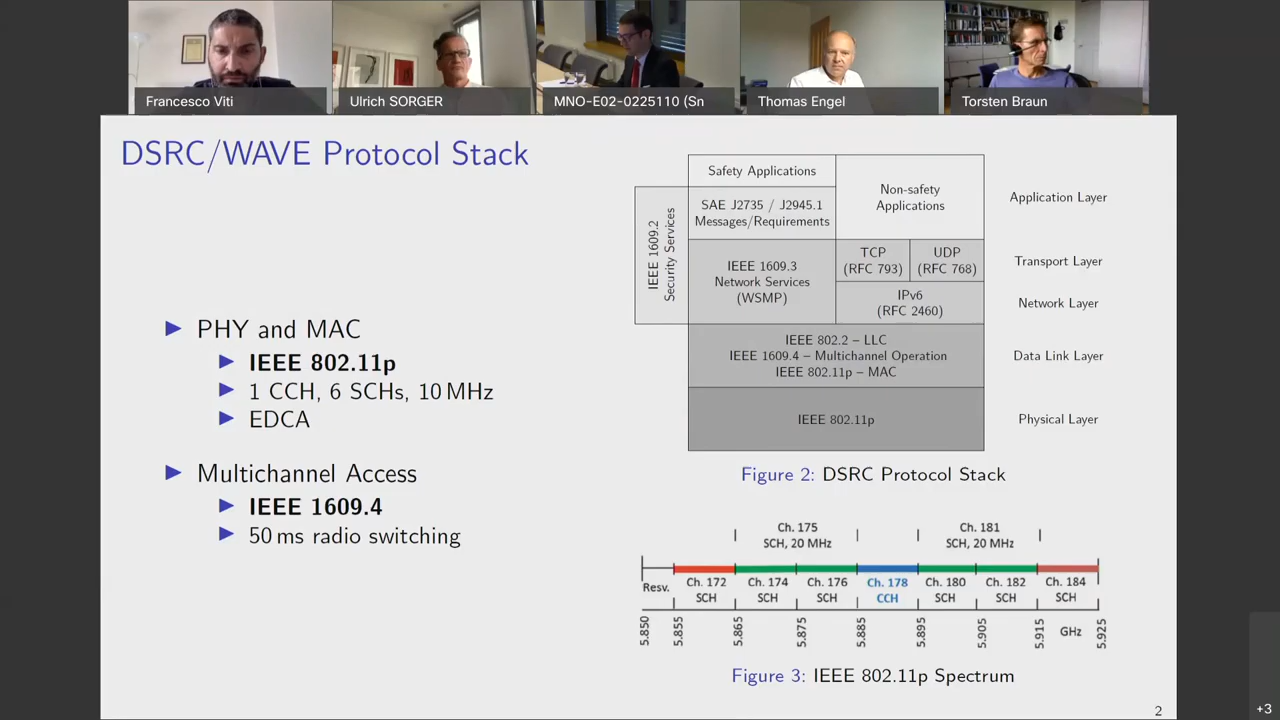 Francesco Viti
Ulrich SORGER
MNO-E02-0225110 (Sn
Thomas Engel
Torsten Braun
DSRC/WAVE Protocol Stack
▶ PHY and MAC
▶ IEEE 802.11p
▶ 1 CCH, 6 SCHs, 10 MHz
▶ EDCA
▶ Multichannel Access
▶ IEEE 1609.4
▶ 50 ms radio switching
Safety Applications
Non-safety
Applications
Application Layer
IEEE 1609.2
Security Services
SAE J2735 / J2945.1
Messages/Requirements
IEEE 1609.3
Network Services
(WSMP)
TCP
(RFC 793)
UDP
(RFC 768)
Transport Layer
IPv6
(RFC 2460)
Network Layer
IEEE 802.2 – LLC
IEEE 1609.4 – Multichannel Operation
IEEE 802.11p – MAC
Data Link Layer
IEEE 802.11p
Physical Layer
Figure 2: DSRC Protocol Stack
Ch. 175
SCH, 20 MHz
Ch. 181
SCH, 20 MHz
Resv.
Ch. 172
SCH
Ch. 174
SCH
Ch. 176
SCH
Ch. 178
CCH
Ch. 180
SCH
Ch. 182
SCH
Ch. 184
SCH
5.850
5.855
5.865
5.875
5.885
5.895
5.905
5.915
GHz
5.925
Figure 3: IEEE 802.11p Spectrum
2
+3